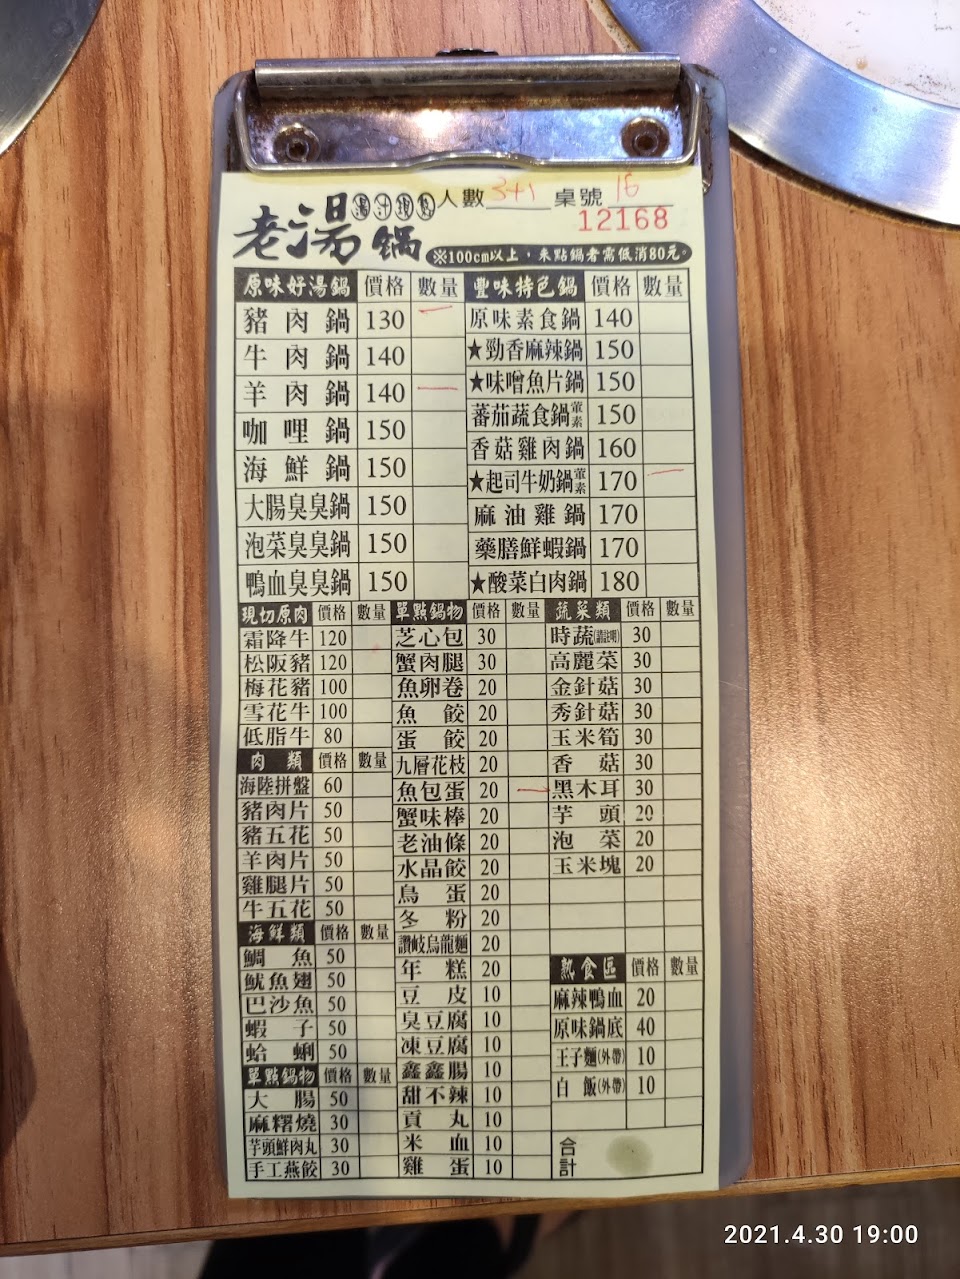 老湯鍋 湯汁現熬 人數 3+1 桌號 16
12168
※100cm以上，未點鍋者需低消80元。
原味好湯鍋 價格 數量 豐味特色鍋 價格 數量
豬肉鍋 130 原味素食鍋 140
牛肉鍋 140 ★勁香麻辣鍋 150
羊肉鍋 140 ★味噌魚片鍋 150
咖哩鍋 150 蕃茄蔬食鍋葷素 150
海鮮鍋 150 香菇雞肉鍋 160
大腸臭臭鍋 150 ★起司牛奶鍋葷素 170
泡菜臭臭鍋 150 麻油雞鍋 170
鴨血臭臭鍋 150 藥膳鮮蝦鍋 170
★酸菜白肉鍋 180
現切原肉 價格 數量 單點鍋物 價格 數量 蔬菜類 價格 數量
霜降牛 120 芝心包 30 時蔬(請註明) 30
松阪豬 120 蟹肉腿 30 高麗菜 30
梅花豬 100 魚卵卷 20 金針菇 30
雪花牛 100 魚餃 20 秀針菇 30
低脂牛 80 蛋餃 20 玉米筍 30
肉類 價格 數量 九層花枝 20 香菇 30
海陸拼盤 60 魚包蛋 20 黑木耳 30
豬肉片 50 蟹味棒 20 芋頭 20
豬五花 50 老油條 20 泡菜 20
羊肉片 50 水晶餃 20 玉米塊 20
雞腿片 50 鳥蛋 20
牛五花 50 冬粉 20
海鮮類 價格 數量 讚岐烏龍麵 20
鯛魚 50 年糕 20 熟食區 價格 數量
魷魚翅 50 豆皮 10 麻辣鴨血 20
巴沙魚 50 臭豆腐 10 原味鍋底 40
蝦子 50 凍豆腐 10 王子麵(外帶) 10
蛤蜊 50 鑫鑫腸 10 白飯(外帶) 10
單點鍋物 價格 數量 甜不辣 10
大腸 50 貢丸 10
麻糬燒 30 米血 10
芋頭鮮肉丸 30 雞蛋 10
手工燕餃 30
合計
2021.4.30 19:00